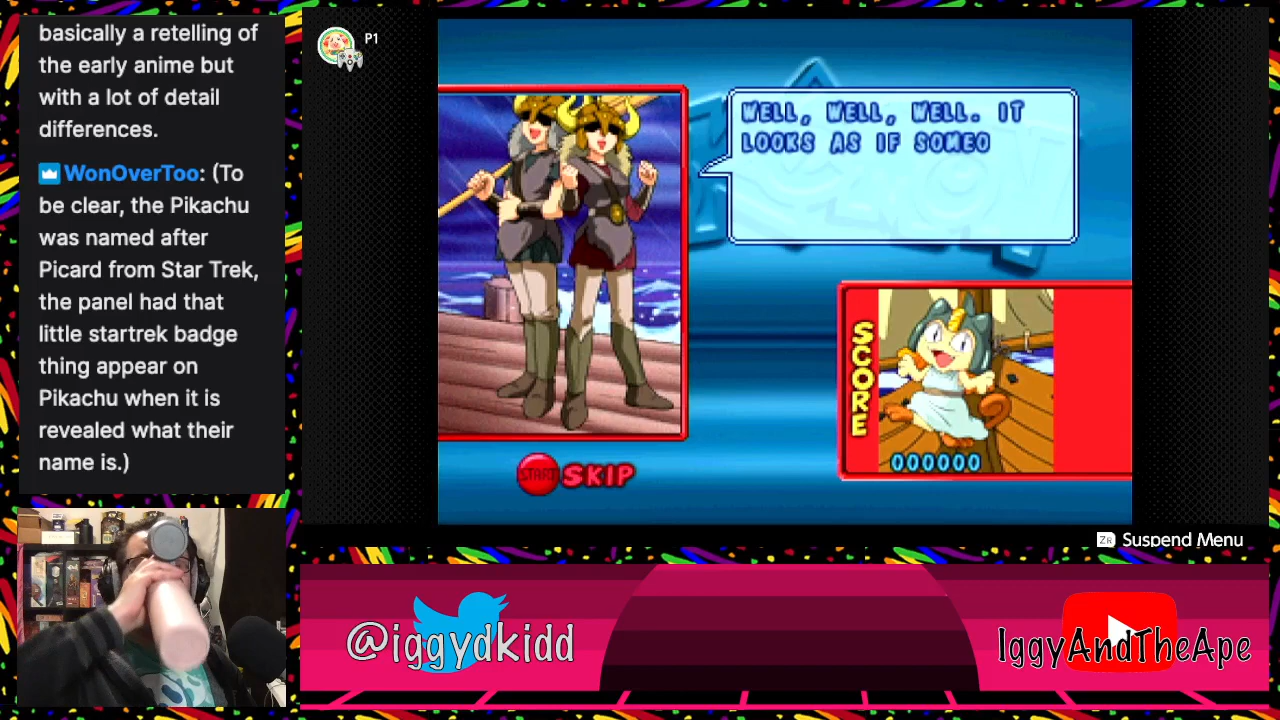 basically a retelling of
the early anime but
with a lot of detail
differences.
WonOverToo: (To
be clear, the Pikachu
was named after
Picard from Star Trek,
the panel had that
little startrek badge
thing appear on
Pikachu when it is
revealed what their
name is.)
P1
WELL, WELL, WELL. IT
LOOKS AS IF SOMEO
SCORE
000000
START SKIP
ZR Suspend Menu
@iggydkidd
IggyAndTheApe